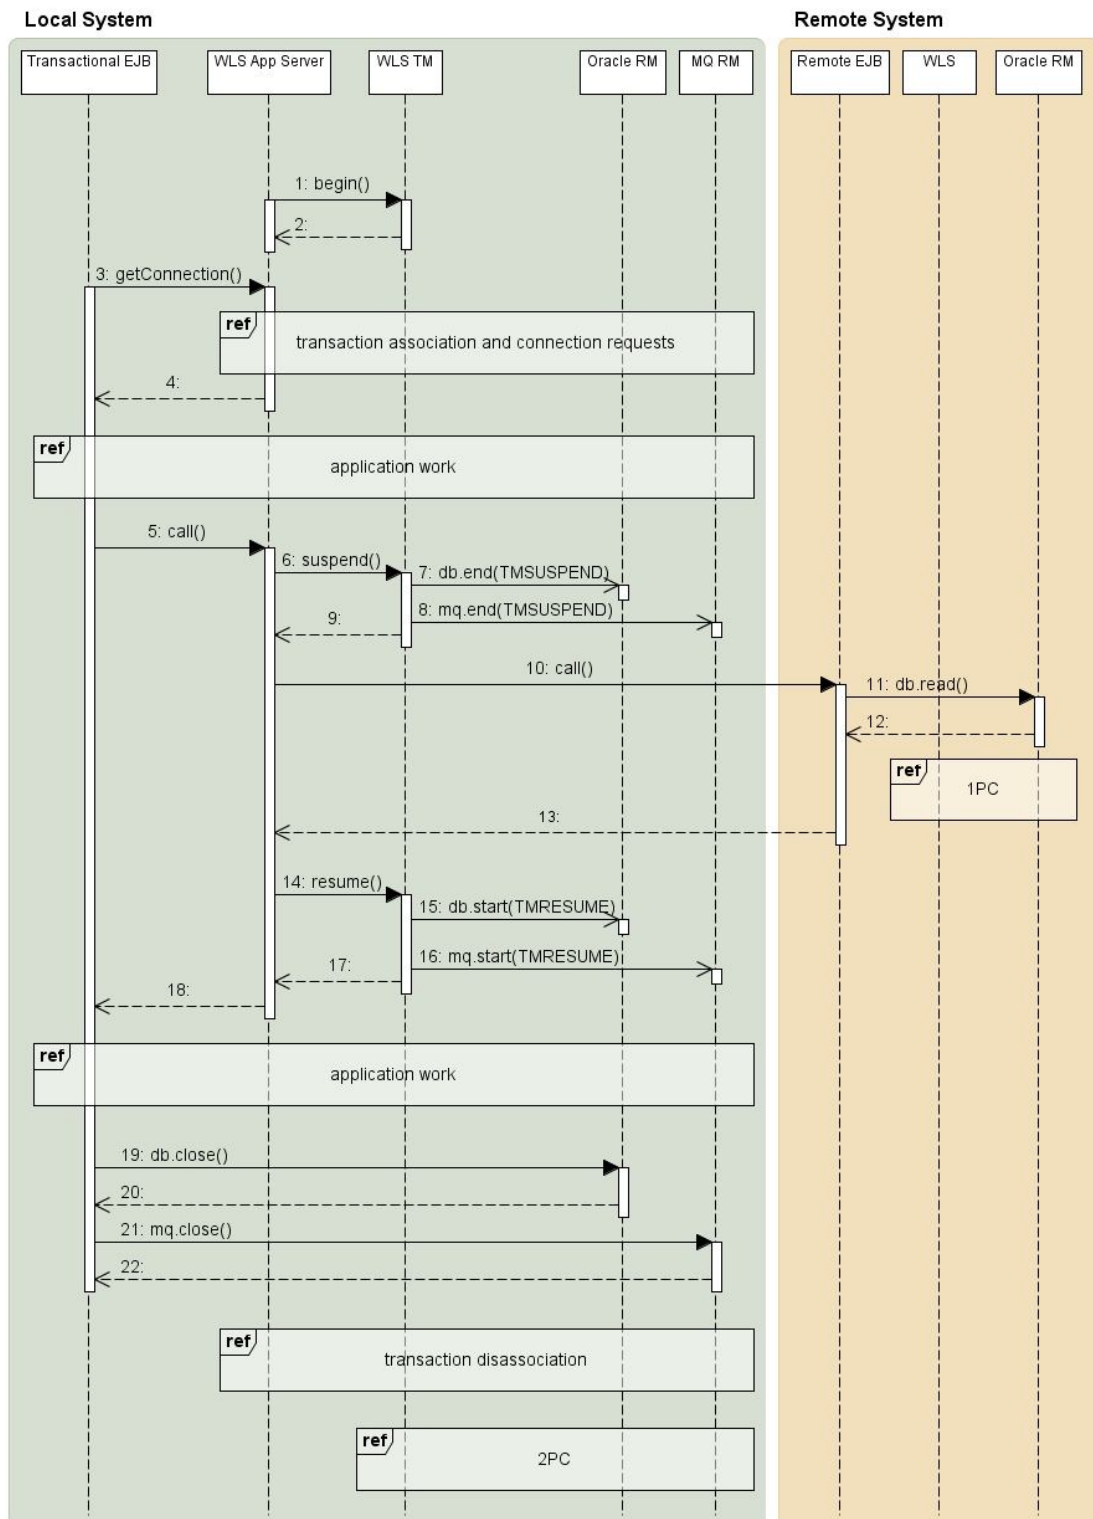 Local System
Remote System
Transactional EJB
WLS App Server
WLS TM
Oracle RM
MQ RM
Remote EJB
WLS
Oracle RM
1: begin()
2:
3: getConnection()
ref
transaction association and connection requests
4:
ref
application work
5: call()
6: suspend()
7: db.end(TMSUSPEND)
8: mq.end(TMSUSPEND)
9:
10: call()
11: db.read()
12:
ref
1PC
13:
14: resume()
15: db.start(TMRESUME)
16: mq.start(TMRESUME)
17:
18:
ref
application work
19: db.close()
20:
21: mq.close()
22:
ref
transaction disassociation
ref
2PC